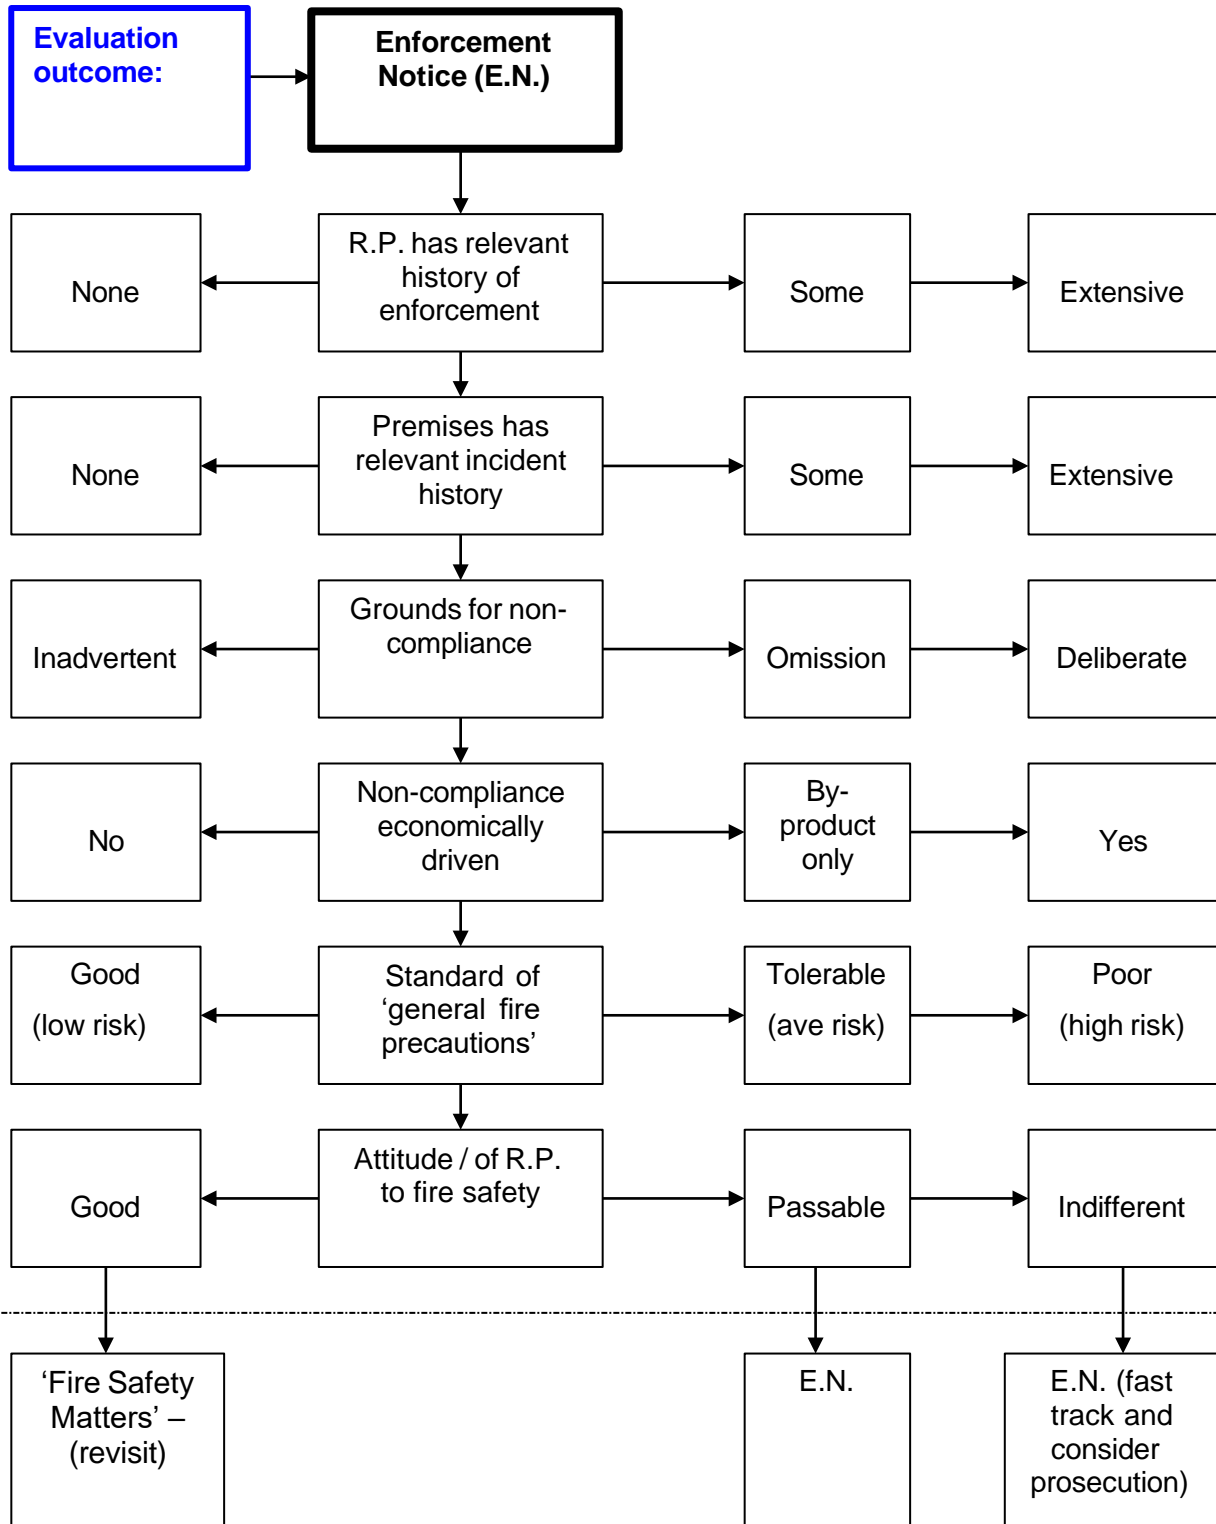 Evaluation
outcome:
Enforcement
Notice (E.N.)
None
R.P. has relevant
history of
enforcement
Some
Extensive
None
Premises has
relevant incident
history
Some
Extensive
Inadvertent
Grounds for non-
compliance
Omission
Deliberate
No
Non-compliance
economically
driven
By-
product
only
Yes
Good
(low risk)
Standard of
‘general fire
precautions’
Tolerable
(ave risk)
Poor
(high risk)
Good
Attitude / of R.P.
to fire safety
Passable
Indifferent
‘Fire Safety
Matters’ –
(revisit)
E.N.
E.N. (fast
track and
consider
prosecution)